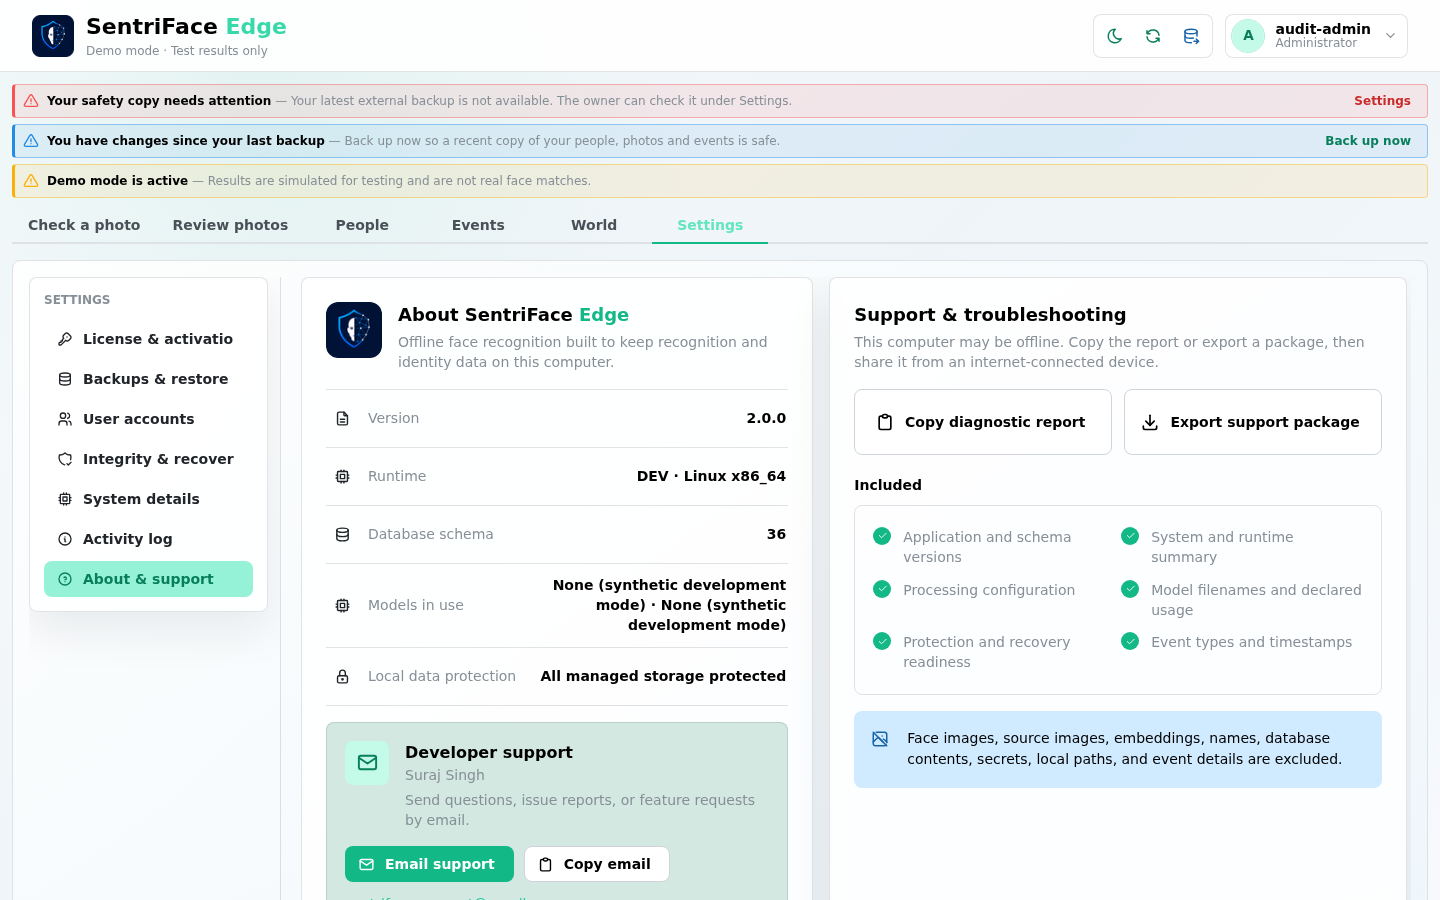 SentriFace Edge
Demo mode · Test results only
A
audit-admin
Administrator
Your safety copy needs attention — Your latest external backup is not available. The owner can check it under Settings.
Settings
You have changes since your last backup — Back up now so a recent copy of your people, photos and events is safe.
Back up now
Demo mode is active — Results are simulated for testing and are not real face matches.
Check a photo
Review photos
People
Events
World
Settings
SETTINGS
License & activatio
Backups & restore
User accounts
Integrity & recover
System details
Activity log
About & support
About SentriFace Edge
Offline face recognition built to keep recognition and
identity data on this computer.
Version
2.0.0
Runtime
DEV · Linux x86_64
Database schema
36
Models in use
None (synthetic development
mode) · None (synthetic
development mode)
Local data protection
All managed storage protected
Developer support
Suraj Singh
Send questions, issue reports, or feature requests
by email.
Email support
Copy email
Support & troubleshooting
This computer may be offline. Copy the report or export a package, then
share it from an internet-connected device.
Copy diagnostic report
Export support package
Included
Application and schema
versions
System and runtime
summary
Processing configuration
Model filenames and declared
usage
Protection and recovery
readiness
Event types and timestamps
Face images, source images, embeddings, names, database
contents, secrets, local paths, and event details are excluded.